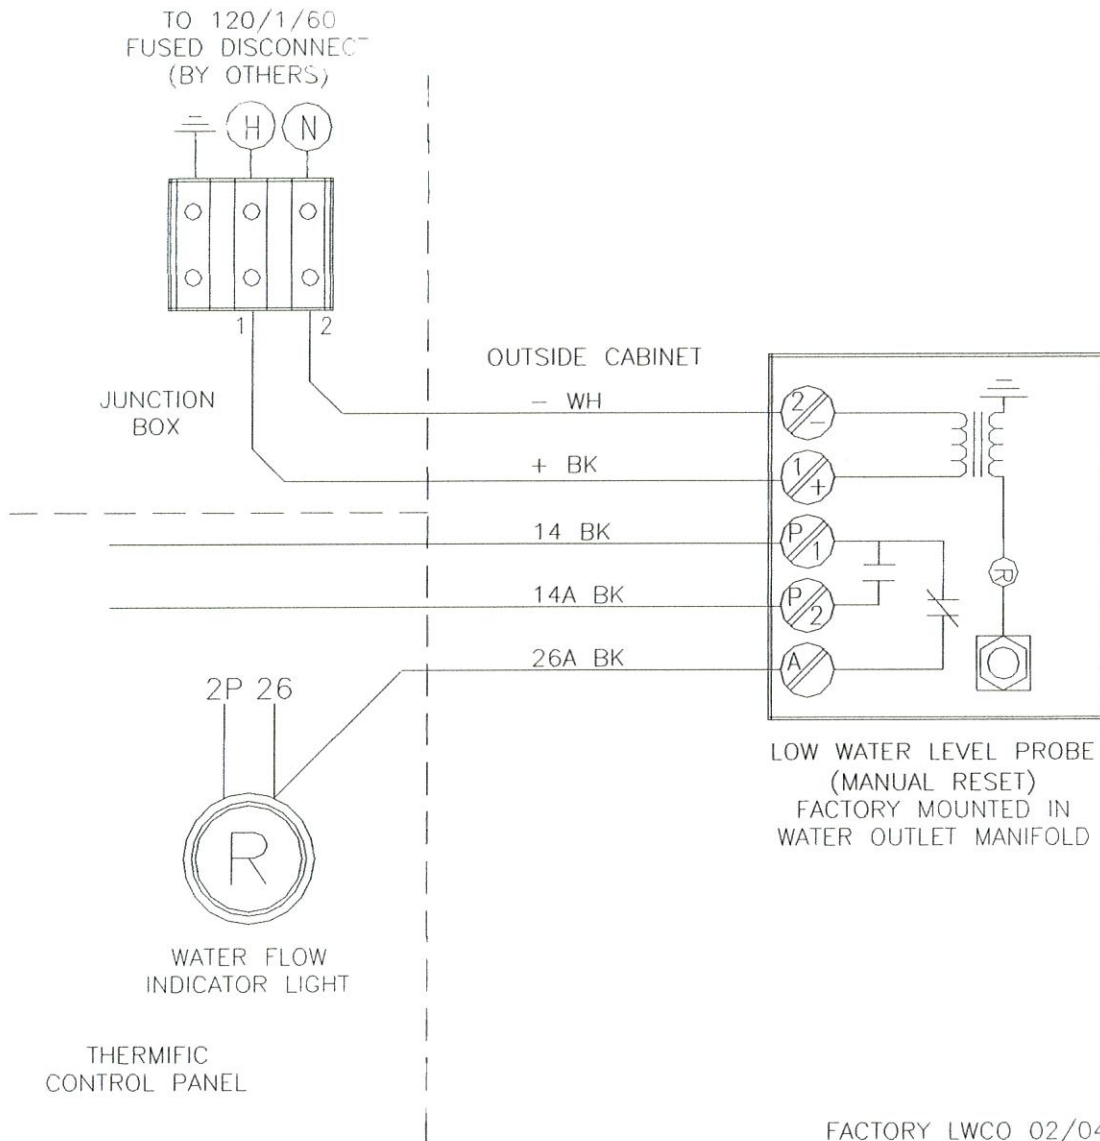 TO 120/1/60
FUSED DISCONNECT
(BY OTHERS)
H N
1 2
JUNCTION
BOX
OUTSIDE CABINET
- WH
+ BK
14 BK
14A BK
26A BK
2 -
1 +
P 1
P 2
A
R
LOW WATER LEVEL PROBE
(MANUAL RESET)
FACTORY MOUNTED IN
WATER OUTLET MANIFOLD
2P 26
R
WATER FLOW
INDICATOR LIGHT
THERMIFIC
CONTROL PANEL
FACTORY LWCO 02/04